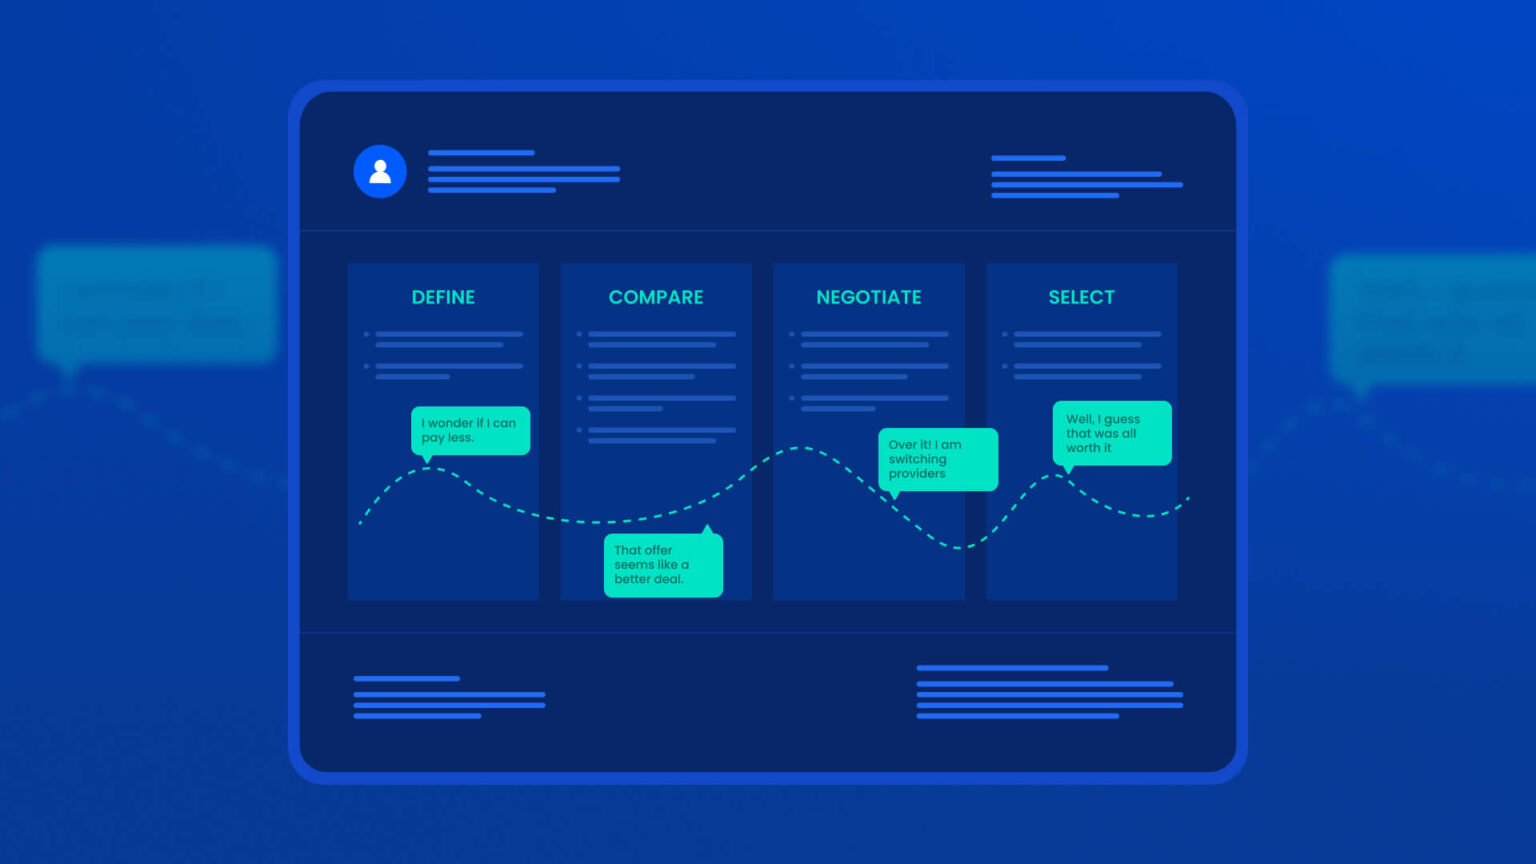 DEFINE
COMPARE
NEGOTIATE
SELECT
I wonder if I can
pay less.
That offer
seems like a
better deal.
Over it! I am
switching
providers
Well, I guess
that was all
worth it